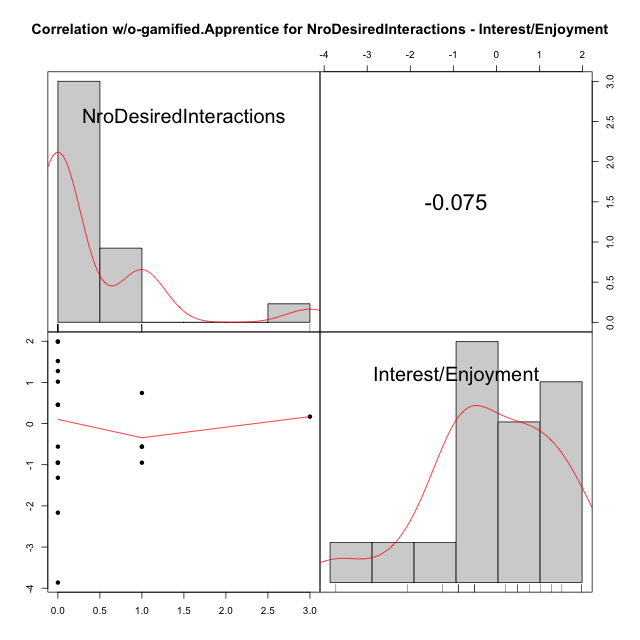 Correlation w/o-gamified.Apprentice for NroDesiredInteractions - Interest/Enjoyment
-4 -3 -2 -1 0 1 2
NroDesiredInteractions
-0.075
0.0 0.5 1.0 1.5 2.0 2.5 3.0
Interest/Enjoyment
-4 -3 -2 -1 0 1 2
0.0 0.5 1.0 1.5 2.0 2.5 3.0